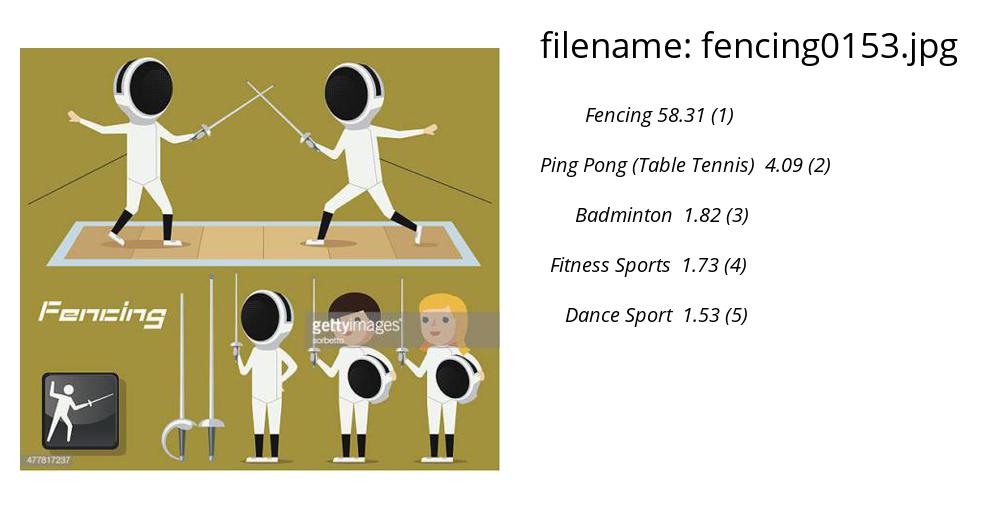 filename: fencing0153.jpg
Fencing 58.31 (1)
Ping Pong (Table Tennis) 4.09 (2)
Badminton 1.82 (3)
Fitness Sports 1.73 (4)
Dance Sport 1.53 (5)
Fencing
gettyimages®
sorbetto
477817237